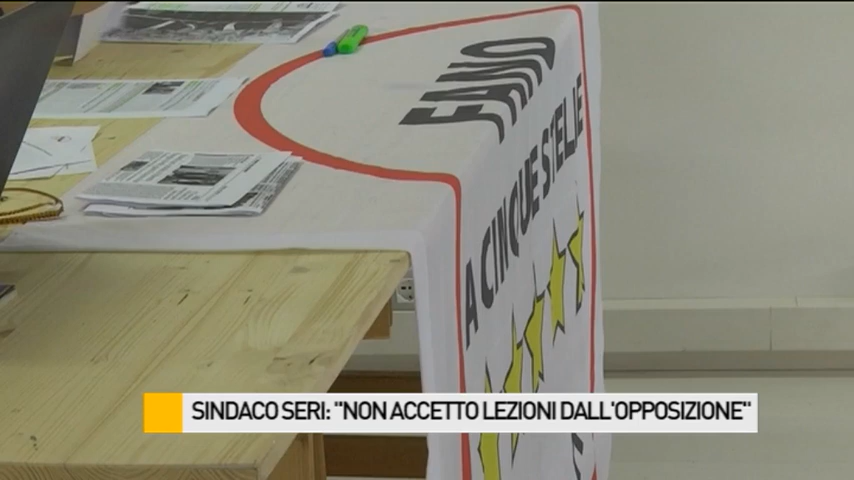 FANO
A CINQUE STELLE
SINDACO SERI: "NON ACCETTO LEZIONI DALL'OPPOSIZIONE"